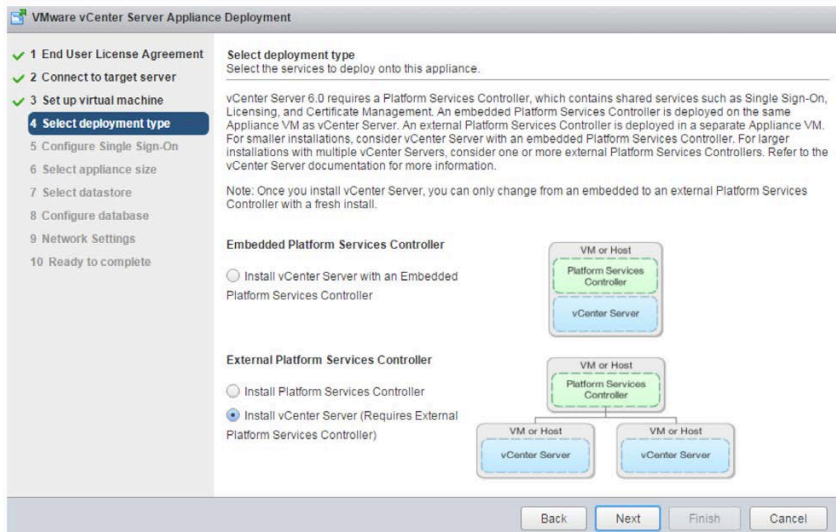 VMware vCenter Server Appliance Deployment
1 End User License Agreement
2 Connect to target server
3 Set up virtual machine
4 Select deployment type
5 Configure Single Sign-On
6 Select appliance size
7 Select datastore
8 Configure database
9 Network Settings
10 Ready to complete
Select deployment type
Select the services to deploy onto this appliance.
vCenter Server 6.0 requires a Platform Services Controller, which contains shared services such as Single Sign-On,
Licensing, and Certificate Management. An embedded Platform Services Controller is deployed on the same
Appliance VM as vCenter Server. An external Platform Services Controller is deployed in a separate Appliance VM.
For smaller installations, consider vCenter Server with an embedded Platform Services Controller. For larger
installations with multiple vCenter Servers, consider one or more external Platform Services Controllers. Refer to the
vCenter Server documentation for more information.
Note: Once you install vCenter Server, you can only change from an embedded to an external Platform Services
Controller with a fresh install.
Embedded Platform Services Controller
Install vCenter Server with an Embedded
Platform Services Controller
VM or Host
Platform Services
Controller
vCenter Server
External Platform Services Controller
Install Platform Services Controller
Install vCenter Server (Requires External
Platform Services Controller)
VM or Host
Platform Services
Controller
VM or Host
vCenter Server
VM or Host
vCenter Server
Back
Next
Finish
Cancel